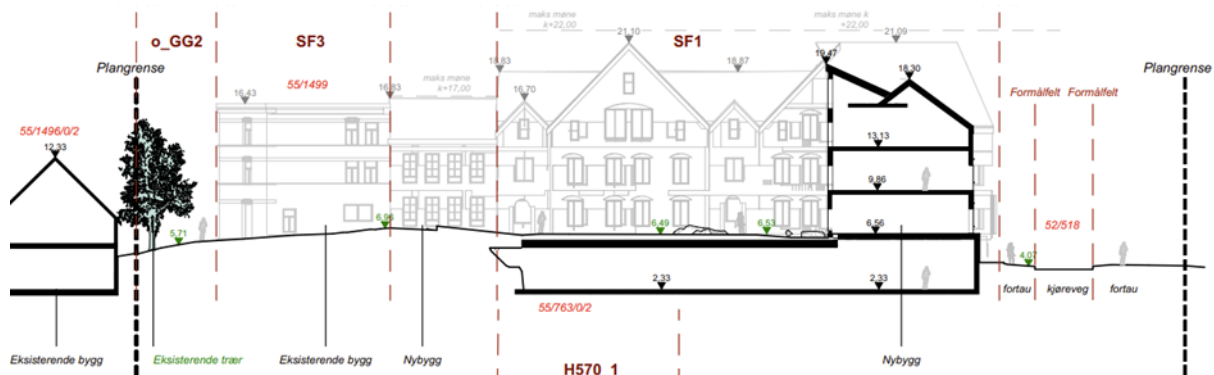 maks møne
k+22,00
maks møne k
+22,00
o_GG2
SF3
SF1
21,10
21,09
Plangrense
Plangrense
18,83
18,87
19,47
18,30
maks møne
k+17,00
55/1499
16,43
16,83
16,70
Formålfelt
Formålfelt
55/1496/0/2
12,33
13,13
9,86
5,71
6,96
6,49
6,53
6,56
52/518
4,07
2,33
2,33
fortau
kjøreveg
fortau
55/763/0/2
Eksisterende bygg
Eksisterende trær
Eksisterende bygg
Nybygg
Nybygg
H570_1